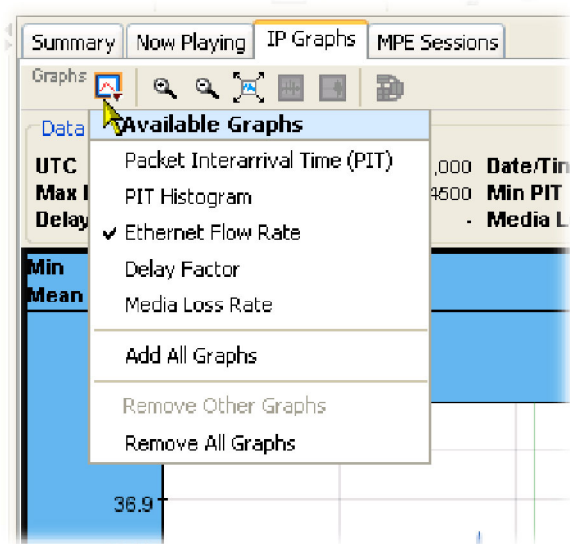 Summary Now Playing IP Graphs MPE Sessions
Graphs
Data
Available Graphs
UTC ,000 Date/Tim
Packet Interarrival Time (PIT)
Max 4500 Min PIT
PIT Histogram
Delay - Media L
Ethernet Flow Rate
Min
Delay Factor
Mean
Media Loss Rate
Add All Graphs
Remove Other Graphs
Remove All Graphs
36.9